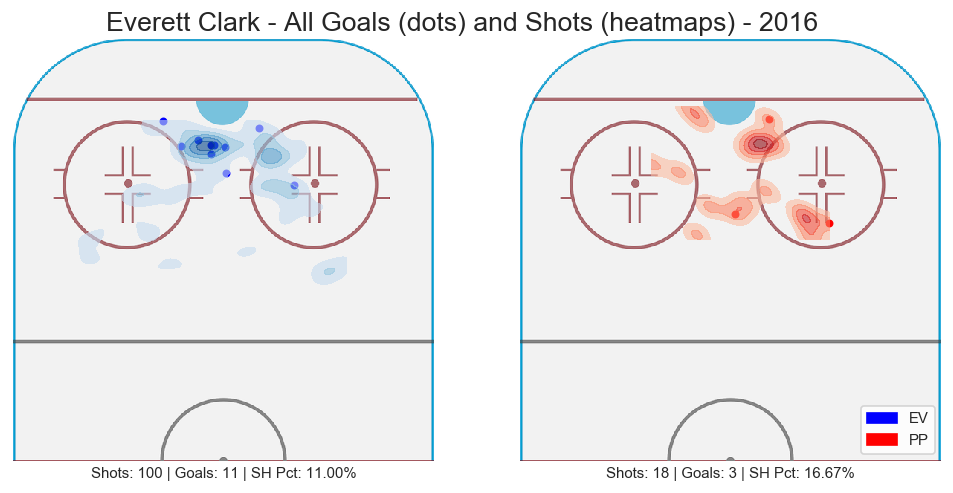 Everett Clark - All Goals (dots) and Shots (heatmaps) - 2016
EV
PP
Shots: 100 | Goals: 11 | SH Pct: 11.00%
Shots: 18 | Goals: 3 | SH Pct: 16.67%